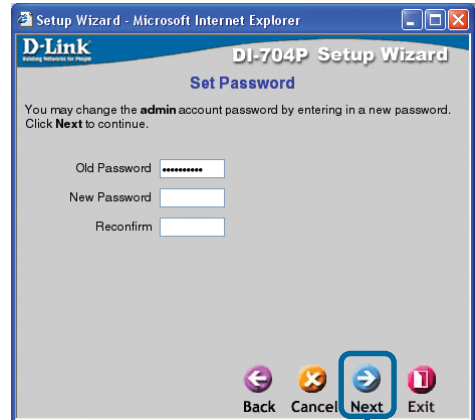 Setup Wizard - Microsoft Internet Explorer
D-Link
Building Networks for People
DI-704P Setup Wizard
Set Password
You may change the admin account password by entering in a new password.
Click Next to continue.
Old Password ••••••••••
New Password
Reconfirm
Back Cancel Next Exit